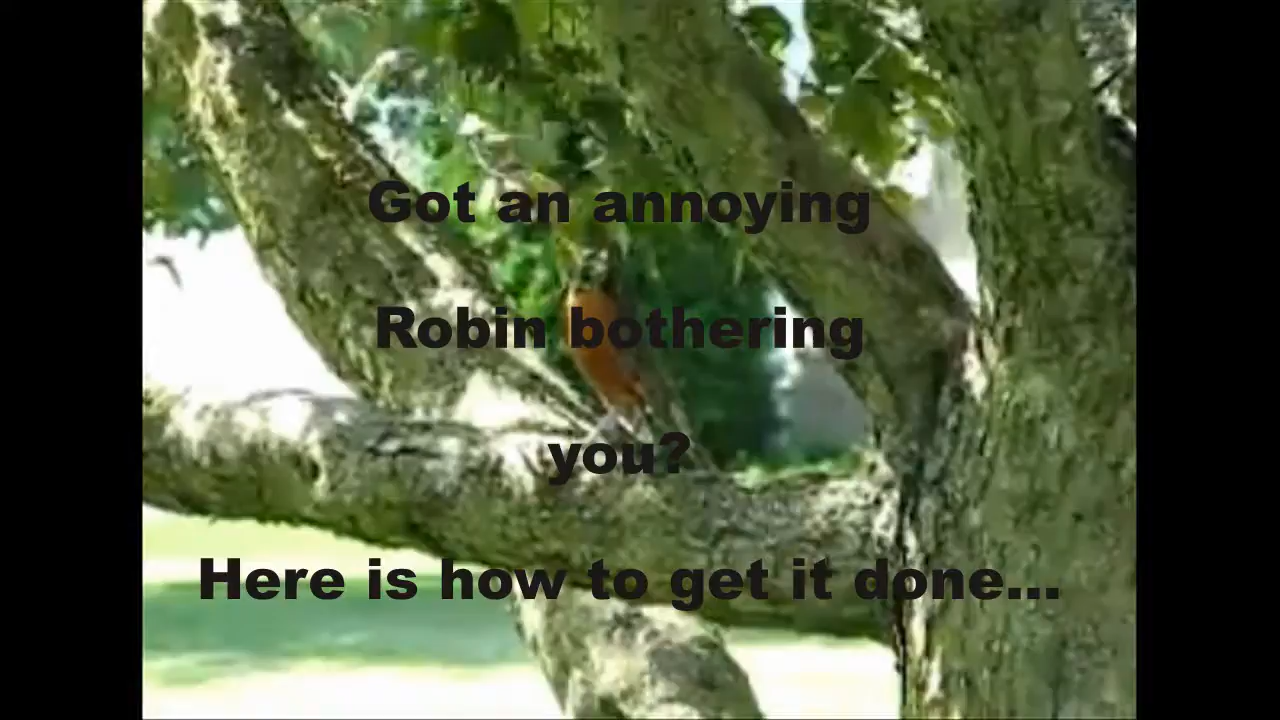 Got an annoying
Robin bothering
you?
Here is how to get it done...